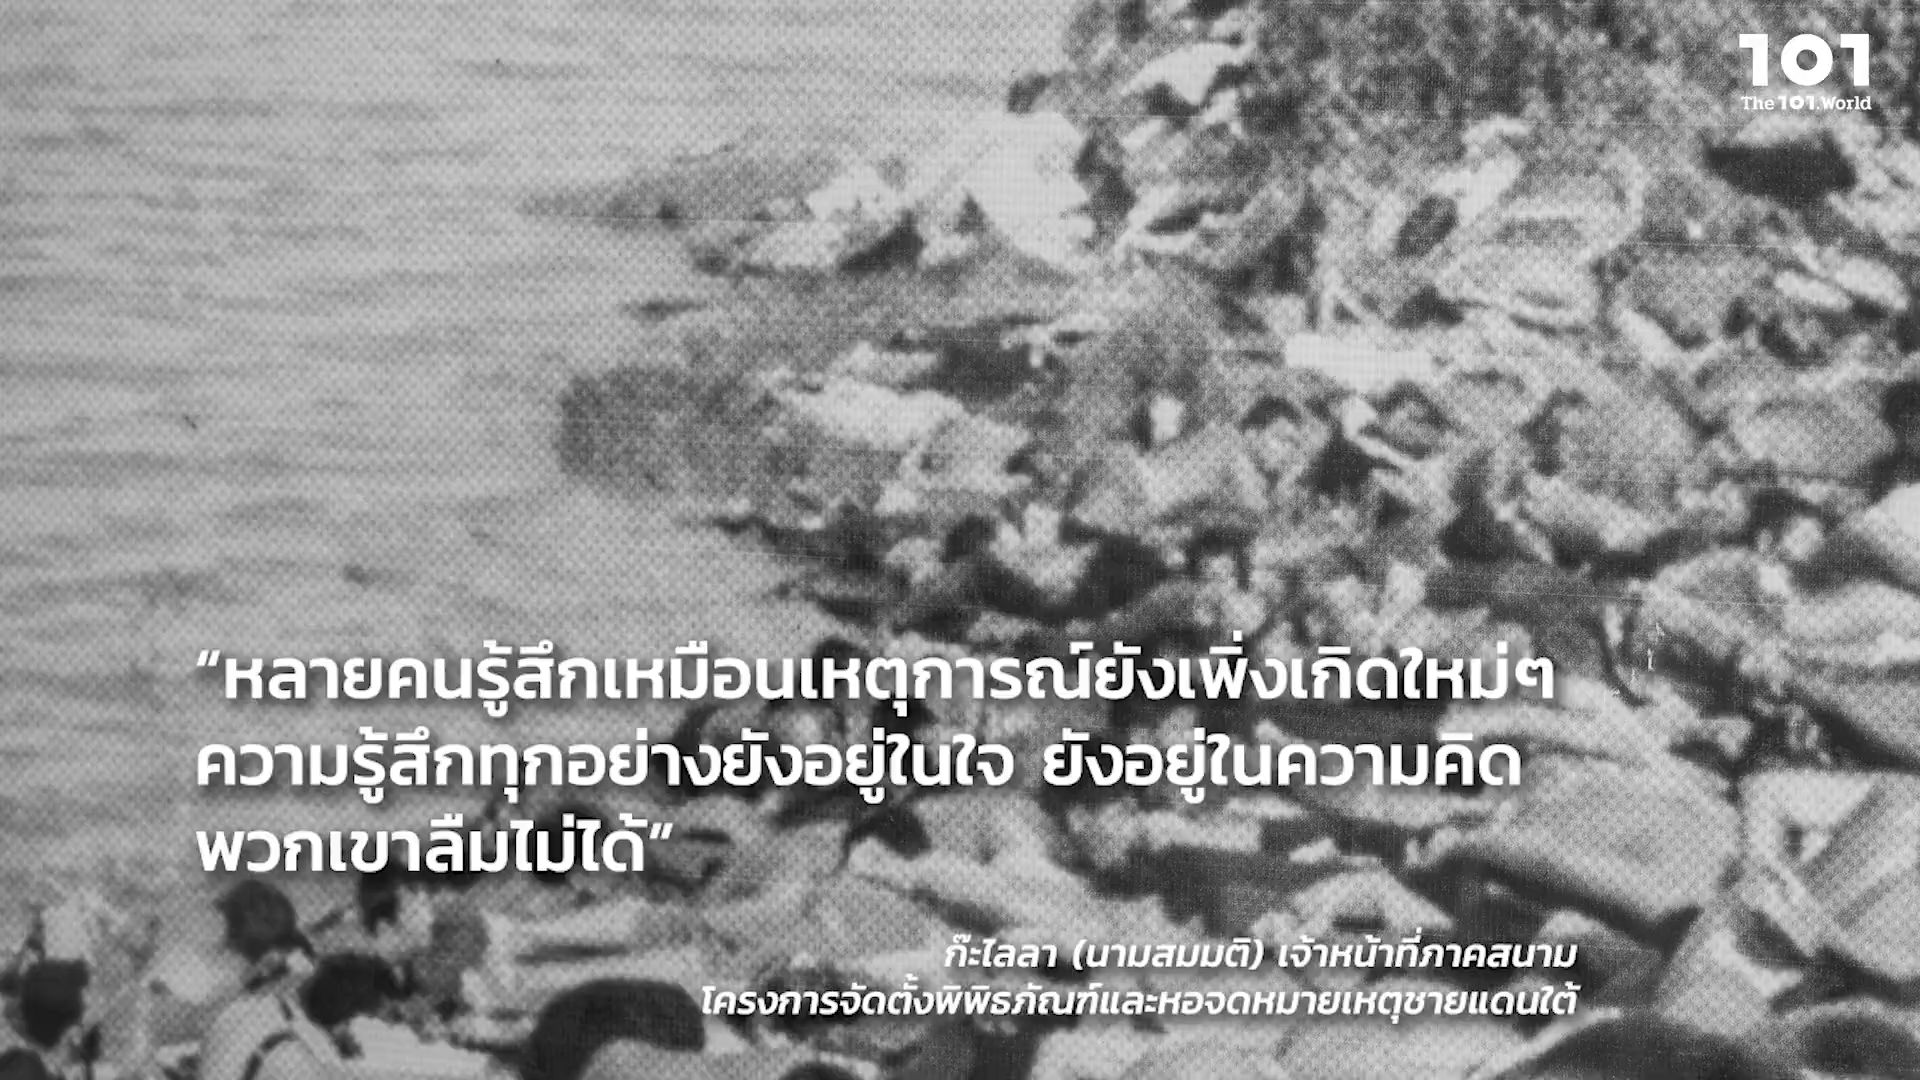 101
The 101.World
“หลายคนรู้สึกเหมือนเหตุการณ์ยังเพิ่งเกิดใหม่ๆ
ความรู้สึกทุกอย่างยังอยู่ในใจ ยังอยู่ในความคิด
พวกเขาลืมไม่ได้”
ก๊ะไลลา (นามสมมติ) เจ้าหน้าที่ภาคสนาม
โครงการจัดตั้งพิพิธภัณฑ์และหอจดหมายเหตุชายแดนใต้